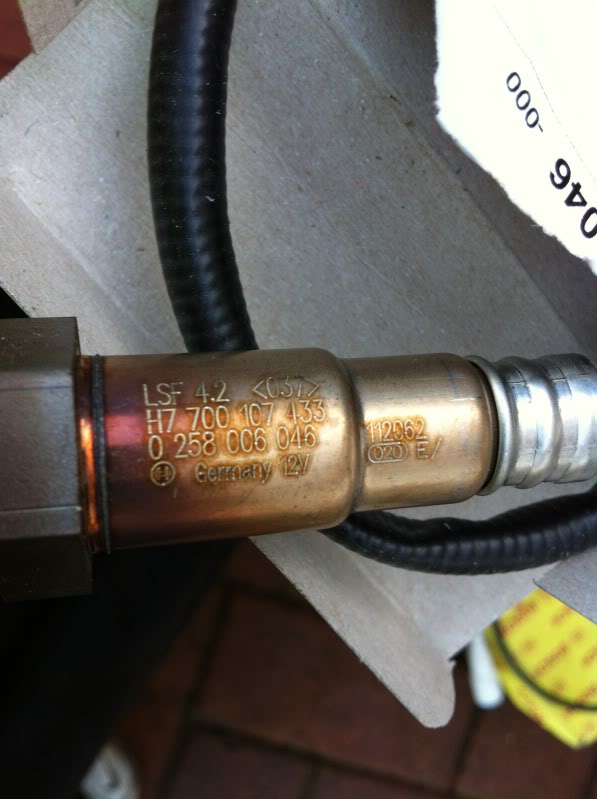 000-
046
LSF 4.2 <037>
H7 700 107 433
0 258 006 046
H Germany 12V
112062
020 E/